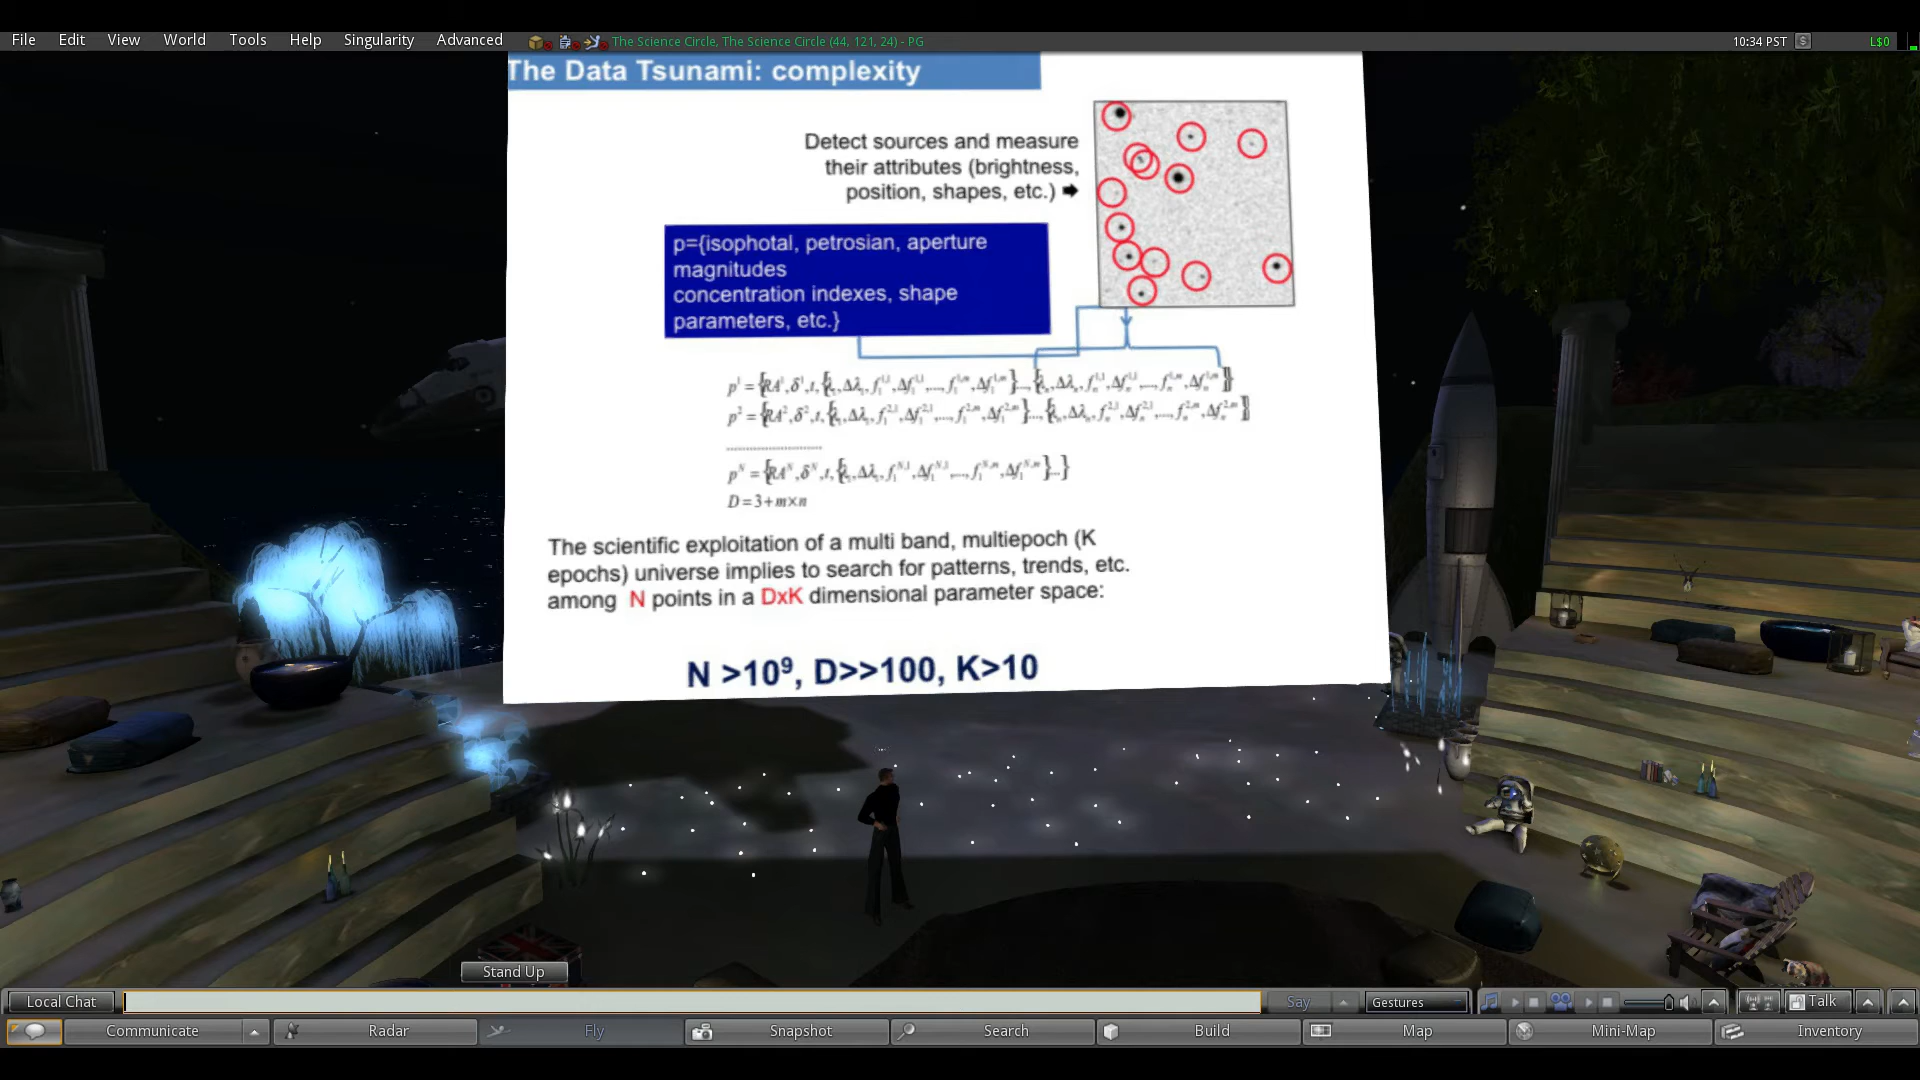 File Edit View World Tools Help Singularity Advanced
The Science Circle, The Science Circle (44, 121, 24) - PG
10:34 PST
L$0
The Data Tsunami: complexity
Detect sources and measure
their attributes (brightness,
position, shapes, etc.) ➡
p={isophotal, petrosian, aperture
magnitudes
concentration indexes, shape
parameters, etc.}
D = 3 + m × n
The scientific exploitation of a multi band, multiepoch (K
epochs) universe implies to search for patterns, trends, etc.
among N points in a DxK dimensional parameter space:
N >10⁹, D>>100, K>10
Stand Up
Local Chat
Say
Gestures
Talk
Communicate
Radar
Fly
Snapshot
Search
Build
Map
Mini-Map
Inventory